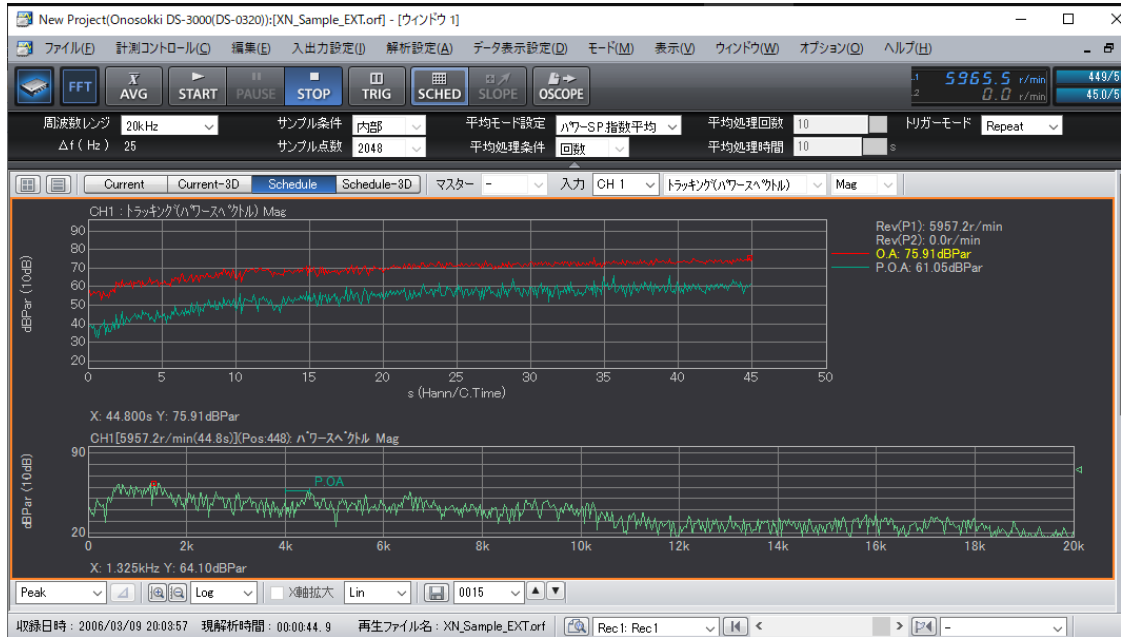 New Project(Onosokki DS-3000(DS-0320)):[XN_Sample_EXT.orf] - [ウィンドウ 1]
ファイル(F) 計測コントロール(C) 編集(E) 入出力設定(I) 解析設定(A) データ表示設定(D) モード(M) 表示(V) ウィンドウ(W) オプション(O) ヘルプ(H)
FFT X AVG START PAUSE STOP TRIG SCHED SLOPE OSCOPE
1 5965.5 r/min 449/5
2 0.0 r/min 45.0/5
周波数レンジ 20kHz サンプル条件 内部 平均モード設定 パワーSP.指数平均 平均処理回数 10 トリガーモード Repeat
Δf ( Hz ) 25 サンプル点数 2048 平均処理条件 回数 平均処理時間 10 s
Current Current-3D Schedule Schedule-3D マスター - 入力 CH 1 トラッキング(パワースペクトル) Mag
CH1 : トラッキング(パワースペクトル) Mag
Rev(P1): 5957.2r/min
Rev(P2): 0.0r/min
O.A: 75.91dBPar
P.O.A: 61.05dBPar
dBPar (10dB)
90
80
70
60
50
40
30
20
0 5 10 15 20 25 30 35 40 45 50
s (Hann/C.Time)
X: 44.800s Y: 75.91dBPar
CH1[5957.2r/min(44.8s)](Pos:448): パワースペクトル Mag
dBPar (10dB)
90
P.OA
20
0 2k 4k 6k 8k 10k 12k 14k 16k 18k 20k
X: 1.325kHz Y: 64.10dBPar
Peak Log X軸拡大 Lin 0015
収録日時 : 2006/03/09 20:03:57 現解析時間 : 00:00:44. 9 再生ファイル名 : XN_Sample_EXT.orf Rec1: Rec1 < > -